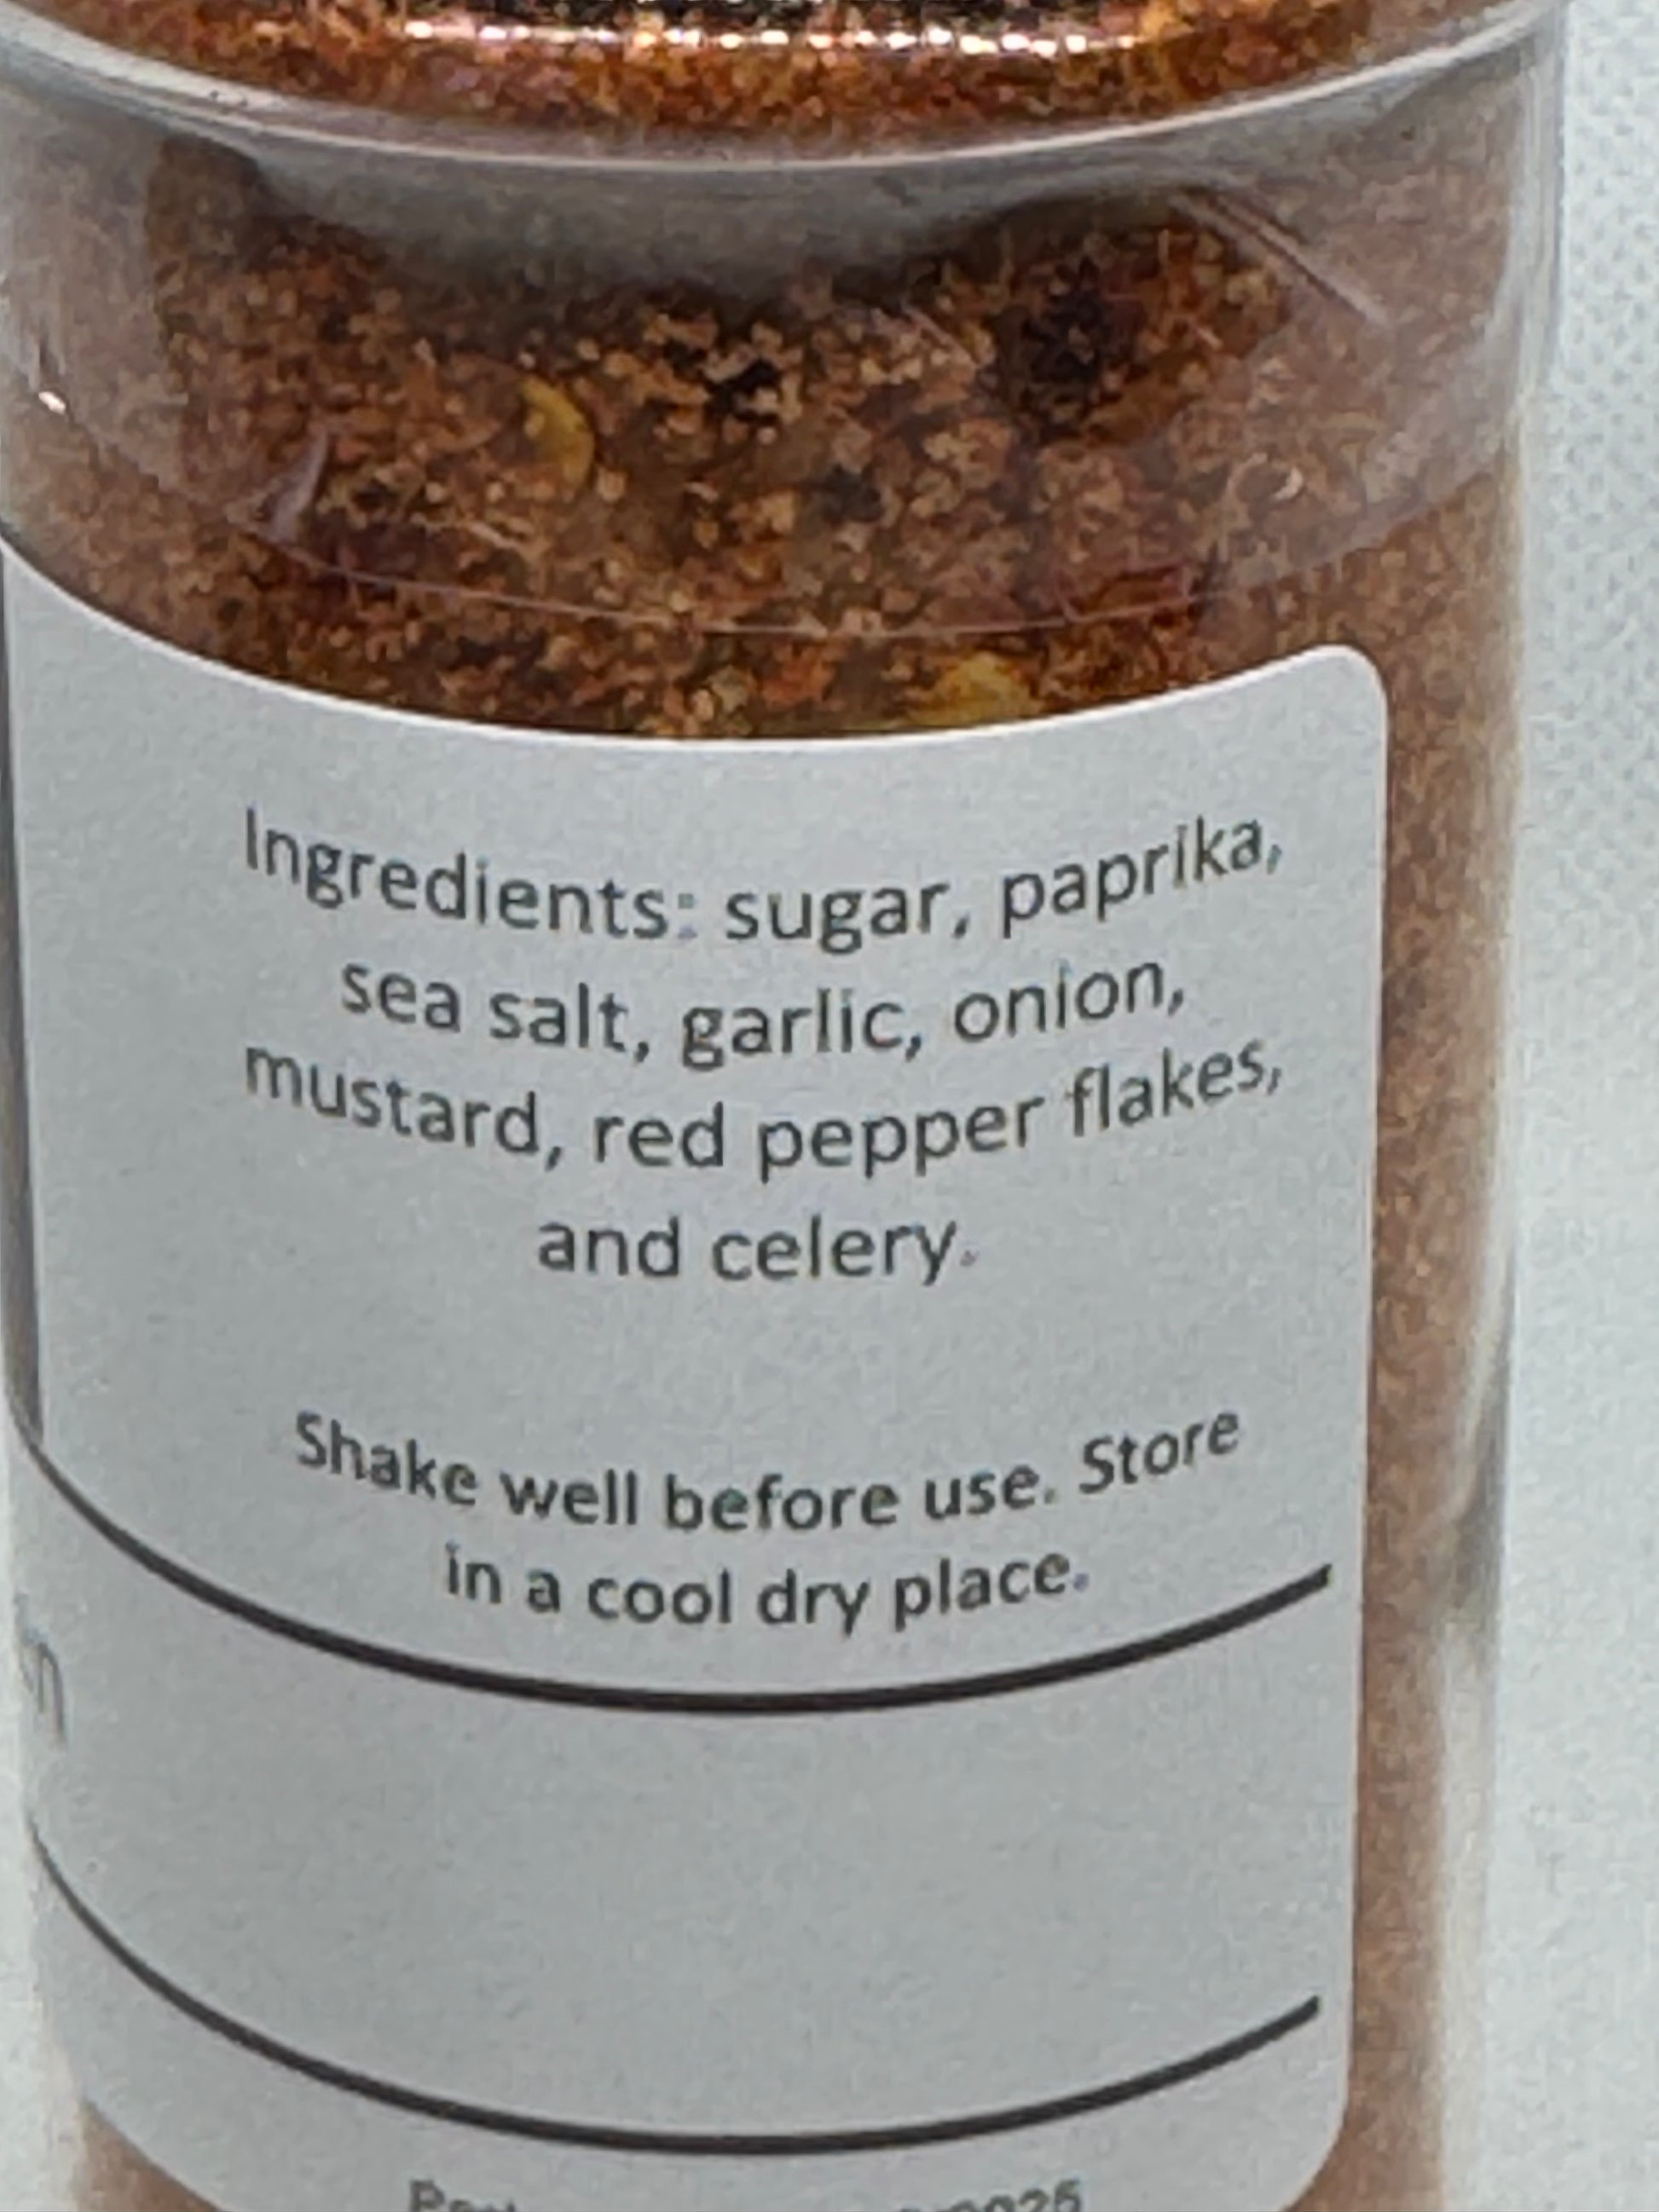 Ingredients: sugar, paprika,
sea salt, garlic, onion,
mustard, red pepper flakes,
and celery.
Shake well before use. Store
in a cool dry place.